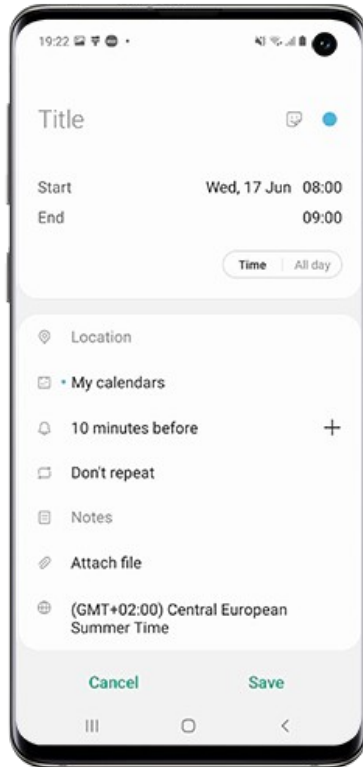 19:22
Title
Start Wed, 17 Jun 08:00
End 09:00
Time All day
Location
My calendars
10 minutes before
Don't repeat
Notes
Attach file
(GMT+02:00) Central European
Summer Time
Cancel Save